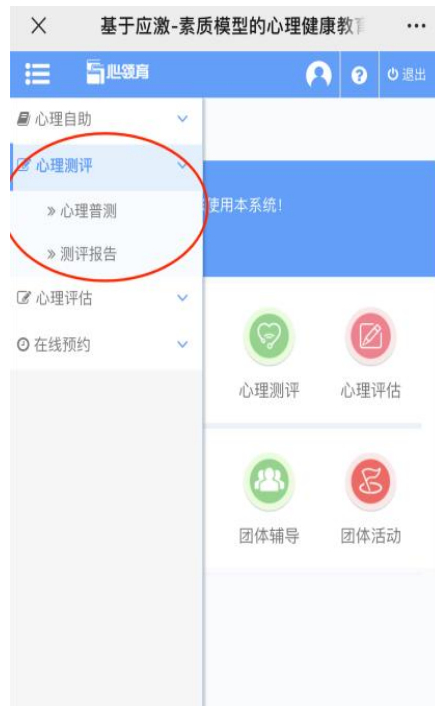 基于应激-素质模型的心理健康教育
心领育
退出
心理自助
心理测评
» 心理普测
» 测评报告
心理评估
在线预约
使用本系统！
心理测评
心理评估
团体辅导
团体活动